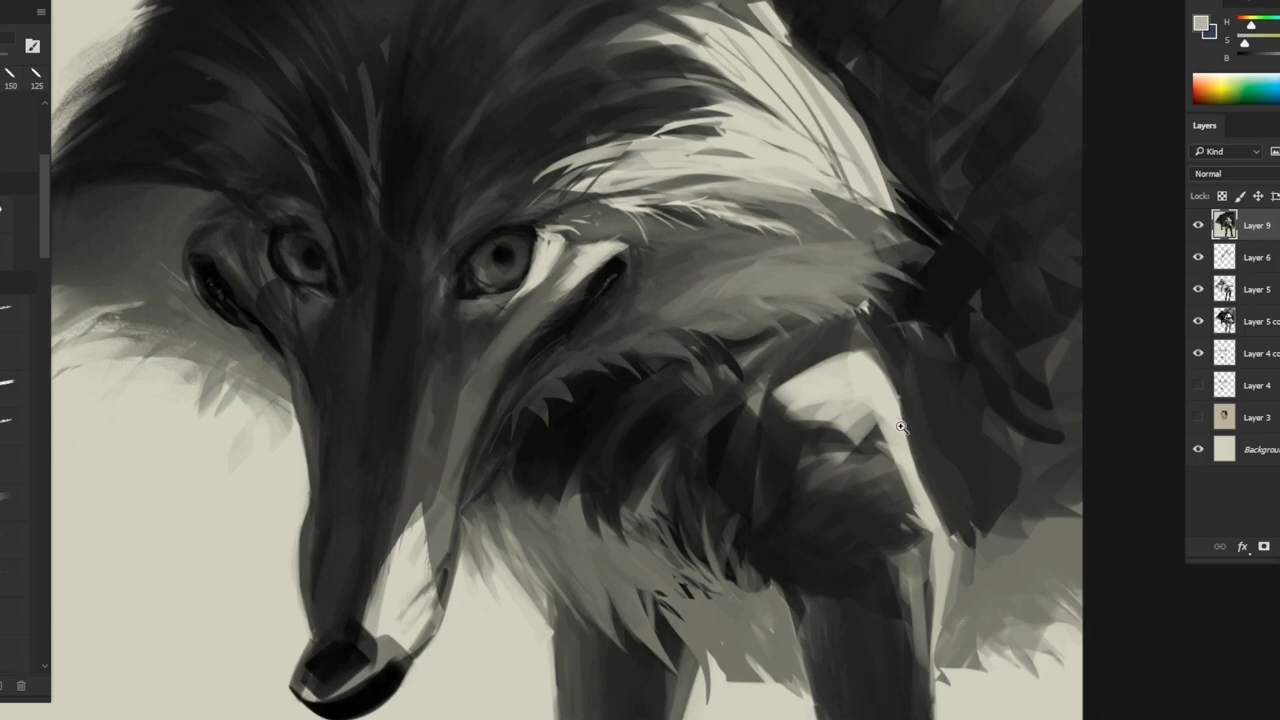 150 125
H
S
B
Layers
Kind
Normal
Lock:
Layer 9
Layer 6
Layer 5
Layer 5 co
Layer 4 co
Layer 4
Layer 3
Backgrou
fx